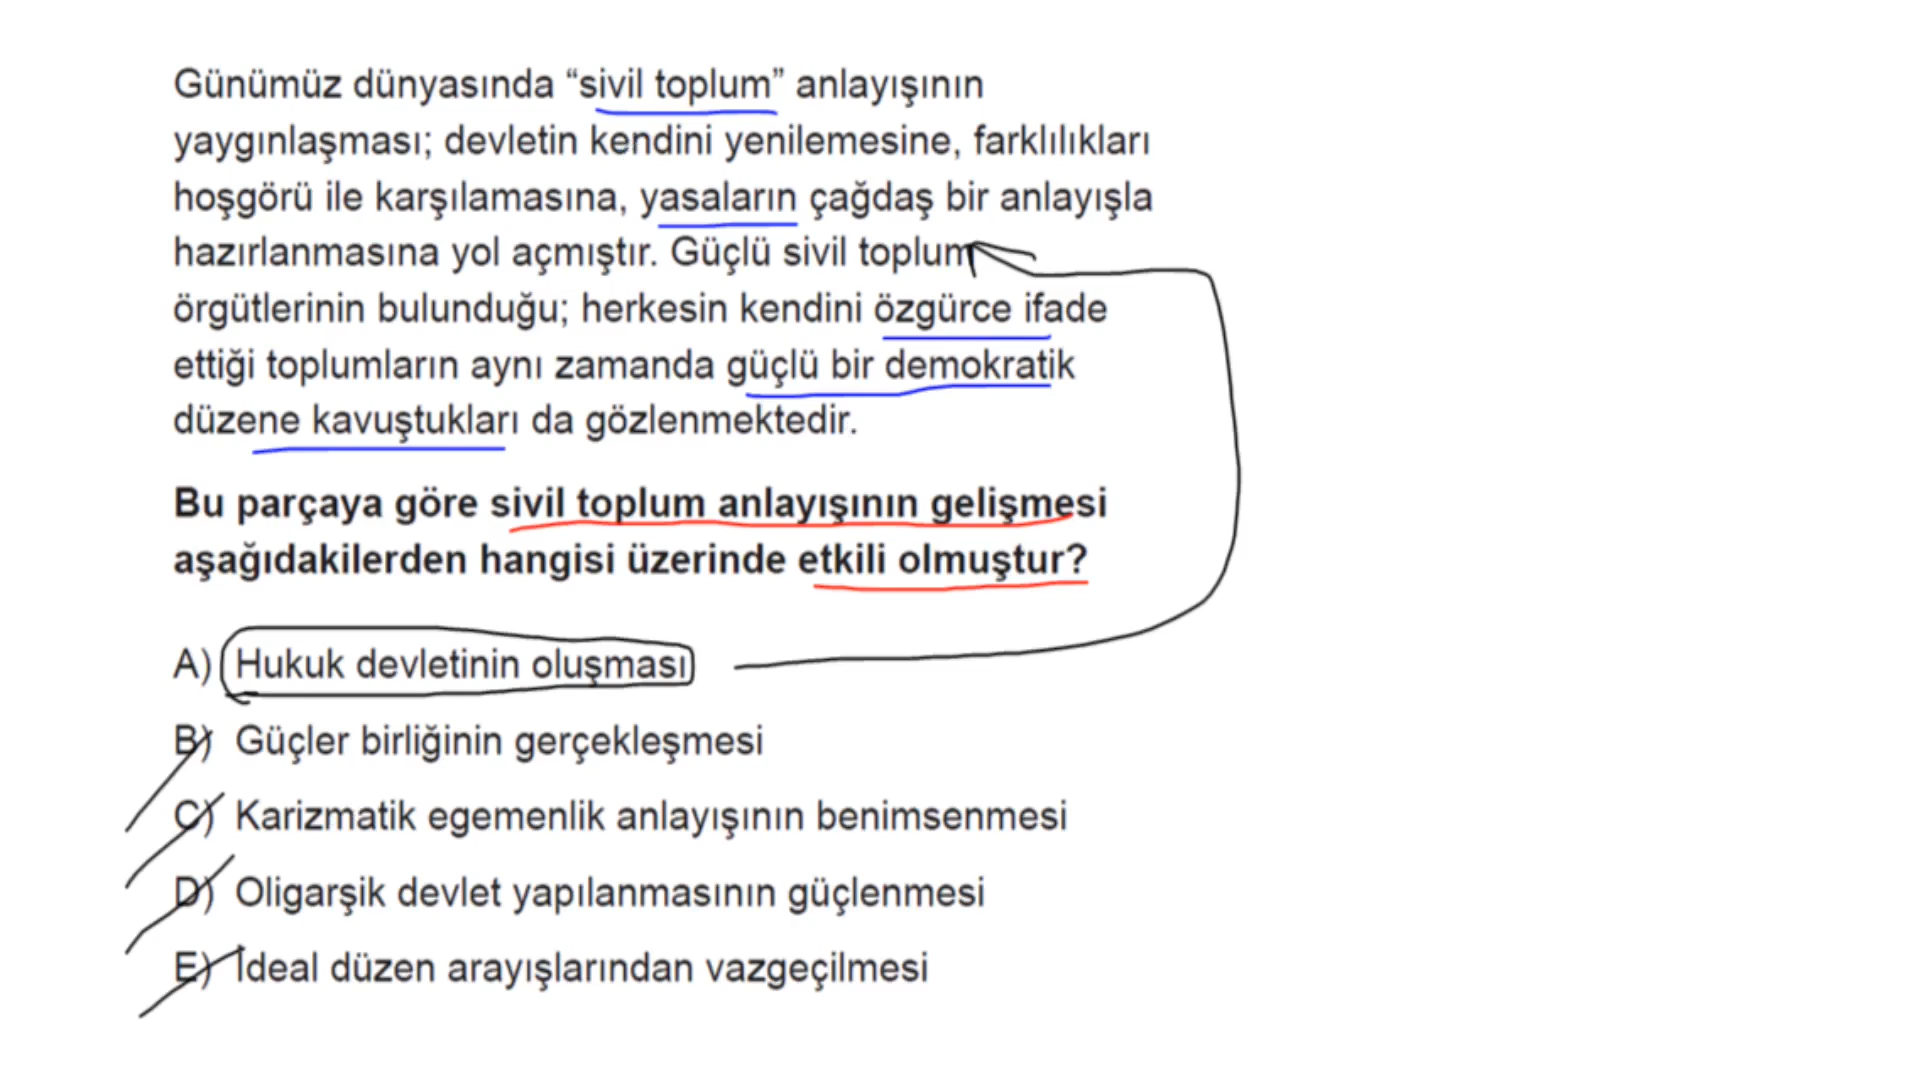 Günümüz dünyasında “sivil toplum” anlayışının
yaygınlaşması; devletin kendini yenilemesine, farklılıkları
hoşgörü ile karşılamasına, yasaların çağdaş bir anlayışla
hazırlanmasına yol açmıştır. Güçlü sivil toplum
örgütlerinin bulunduğu; herkesin kendini özgürce ifade
ettiği toplumların aynı zamanda güçlü bir demokratik
düzene kavuştukları da gözlenmektedir.
Bu parçaya göre sivil toplum anlayışının gelişmesi
aşağıdakilerden hangisi üzerinde etkili olmuştur?
A) Hukuk devletinin oluşması
B) Güçler birliğinin gerçekleşmesi
C) Karizmatik egemenlik anlayışının benimsenmesi
D) Oligarşik devlet yapılanmasının güçlenmesi
E) İdeal düzen arayışlarından vazgeçilmesi